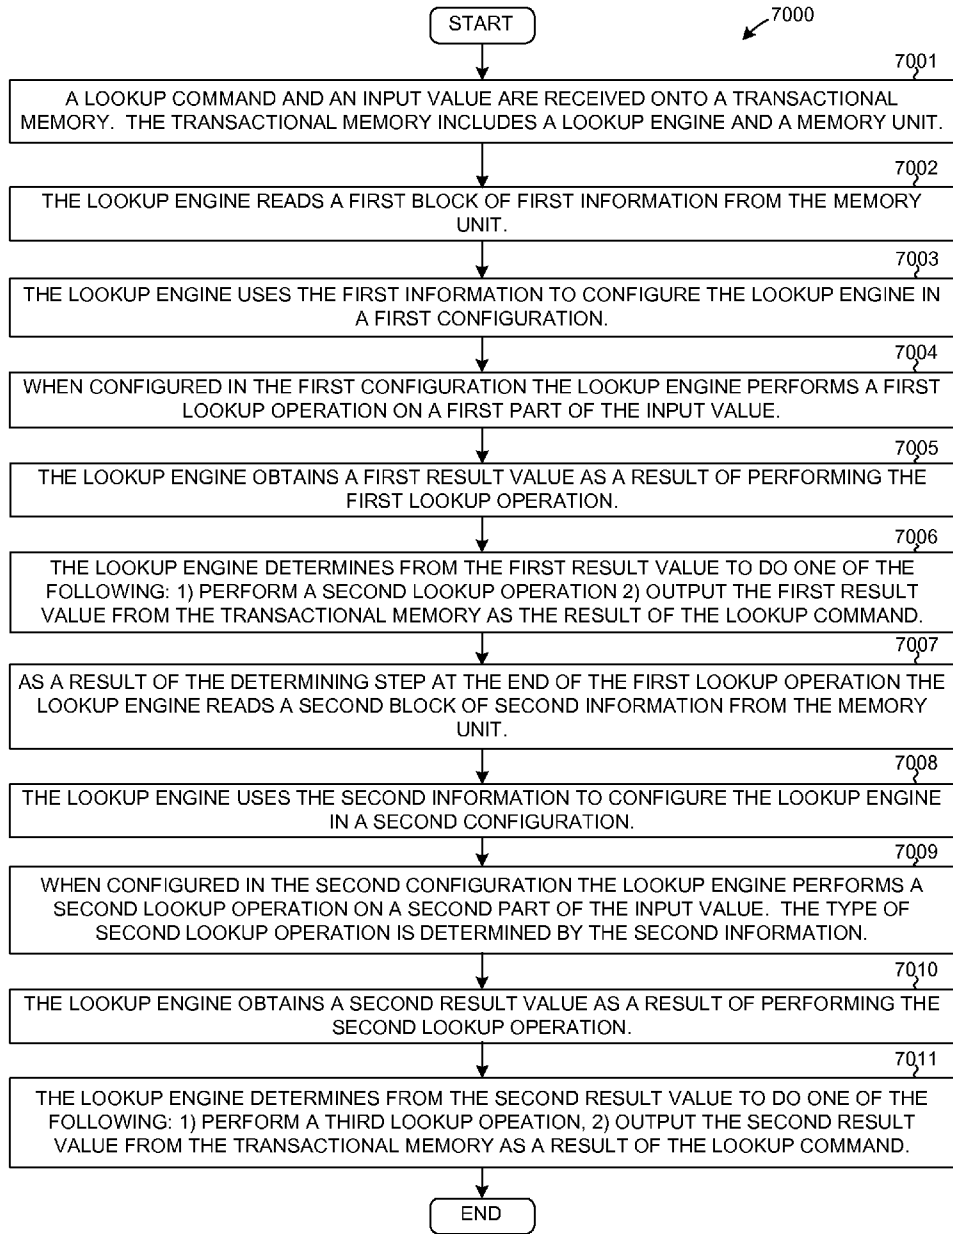 START
7000
7001
A LOOKUP COMMAND AND AN INPUT VALUE ARE RECEIVED ONTO A TRANSACTIONAL
MEMORY. THE TRANSACTIONAL MEMORY INCLUDES A LOOKUP ENGINE AND A MEMORY UNIT.
7002
THE LOOKUP ENGINE READS A FIRST BLOCK OF FIRST INFORMATION FROM THE MEMORY
UNIT.
7003
THE LOOKUP ENGINE USES THE FIRST INFORMATION TO CONFIGURE THE LOOKUP ENGINE IN
A FIRST CONFIGURATION.
7004
WHEN CONFIGURED IN THE FIRST CONFIGURATION THE LOOKUP ENGINE PERFORMS A FIRST
LOOKUP OPERATION ON A FIRST PART OF THE INPUT VALUE.
7005
THE LOOKUP ENGINE OBTAINS A FIRST RESULT VALUE AS A RESULT OF PERFORMING THE
FIRST LOOKUP OPERATION.
7006
THE LOOKUP ENGINE DETERMINES FROM THE FIRST RESULT VALUE TO DO ONE OF THE
FOLLOWING: 1) PERFORM A SECOND LOOKUP OPERATION 2) OUTPUT THE FIRST RESULT
VALUE FROM THE TRANSACTIONAL MEMORY AS THE RESULT OF THE LOOKUP COMMAND.
7007
AS A RESULT OF THE DETERMINING STEP AT THE END OF THE FIRST LOOKUP OPERATION THE
LOOKUP ENGINE READS A SECOND BLOCK OF SECOND INFORMATION FROM THE MEMORY
UNIT.
7008
THE LOOKUP ENGINE USES THE SECOND INFORMATION TO CONFIGURE THE LOOKUP ENGINE
IN A SECOND CONFIGURATION.
7009
WHEN CONFIGURED IN THE SECOND CONFIGURATION THE LOOKUP ENGINE PERFORMS A
SECOND LOOKUP OPERATION ON A SECOND PART OF THE INPUT VALUE. THE TYPE OF
SECOND LOOKUP OPERATION IS DETERMINED BY THE SECOND INFORMATION.
7010
THE LOOKUP ENGINE OBTAINS A SECOND RESULT VALUE AS A RESULT OF PERFORMING THE
SECOND LOOKUP OPERATION.
7011
THE LOOKUP ENGINE DETERMINES FROM THE SECOND RESULT VALUE TO DO ONE OF THE
FOLLOWING: 1) PERFORM A THIRD LOOKUP OPEATION, 2) OUTPUT THE SECOND RESULT
VALUE FROM THE TRANSACTIONAL MEMORY AS A RESULT OF THE LOOKUP COMMAND.
END